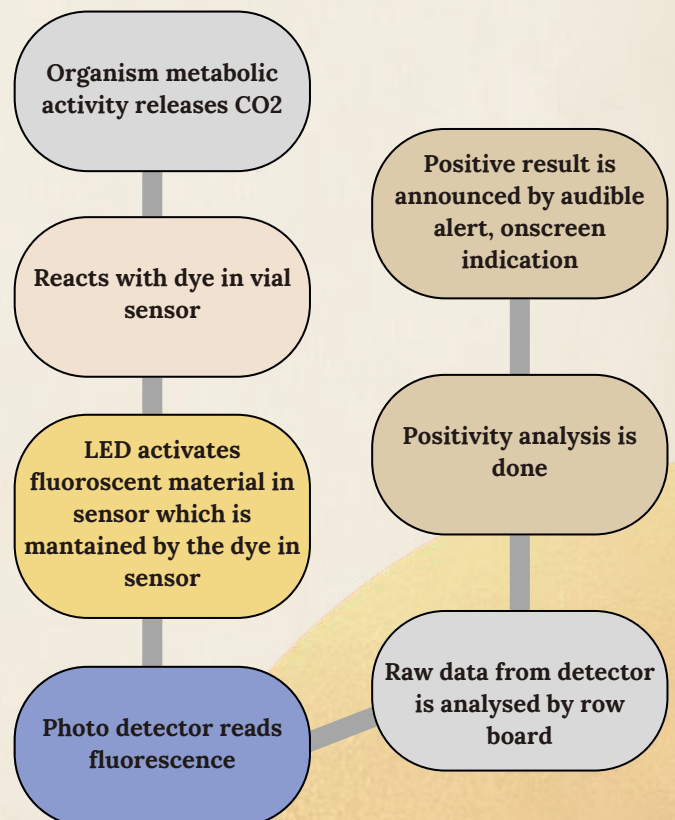 Organism metabolic
activity releases CO2
Reacts with dye in vial
sensor
LED activates
fluoroscent material in
sensor which is
mantained by the dye in
sensor
Photo detector reads
fluorescence
Raw data from detector
is analysed by row
board
Positivity analysis is
done
Positive result is
announced by audible
alert, onscreen
indication